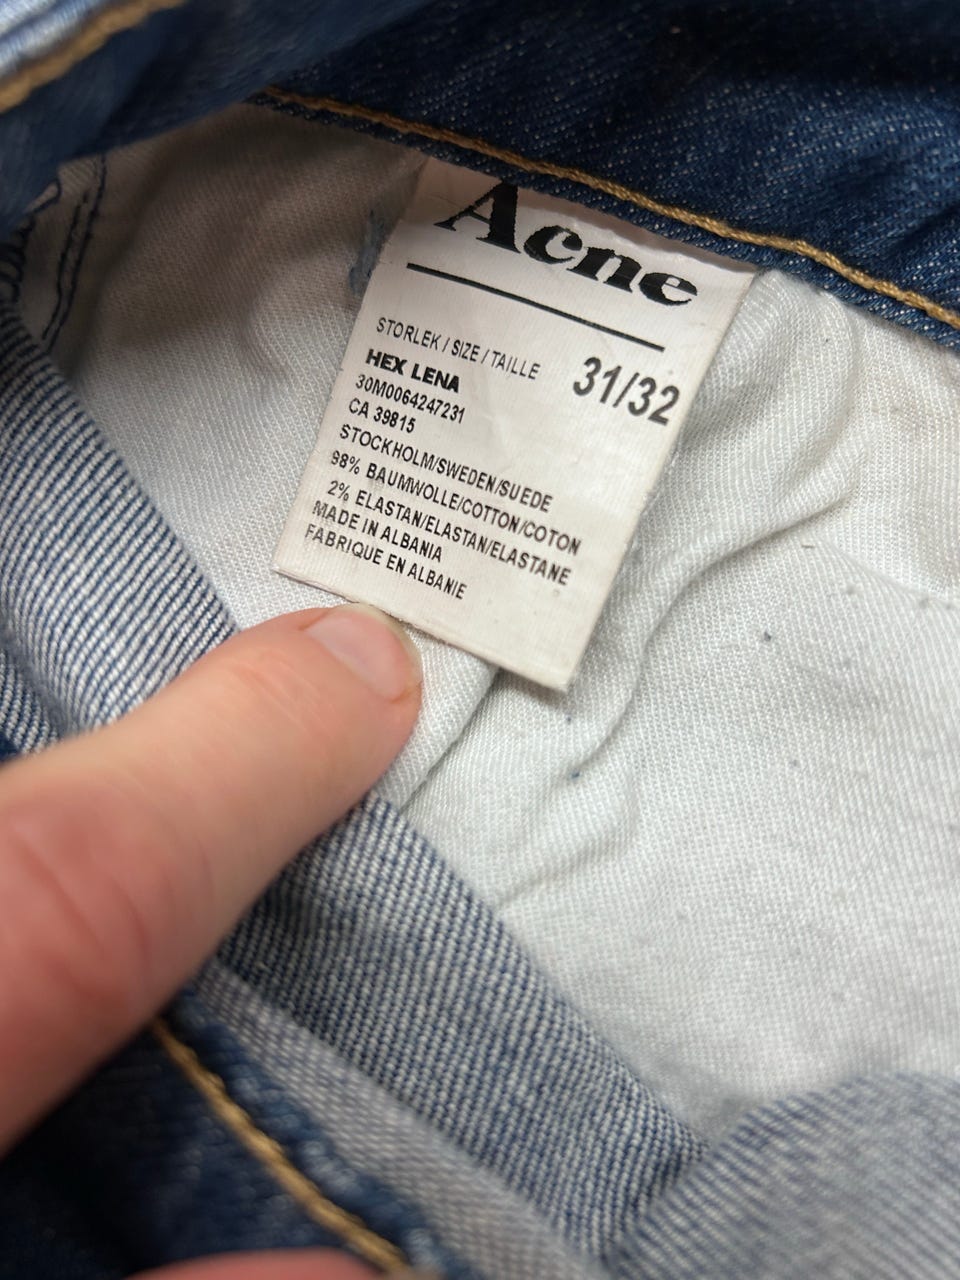 Acne
STORLEK / SIZE / TAILLE 31/32
HEX LENA
30M0064247231
CA 39815
STOCKHOLM/SWEDEN/SUEDE
98% BAUMWOLLE/COTTON/COTON
2% ELASTAN/ELASTAN/ELASTANE
MADE IN ALBANIA
FABRIQUE EN ALBANIE